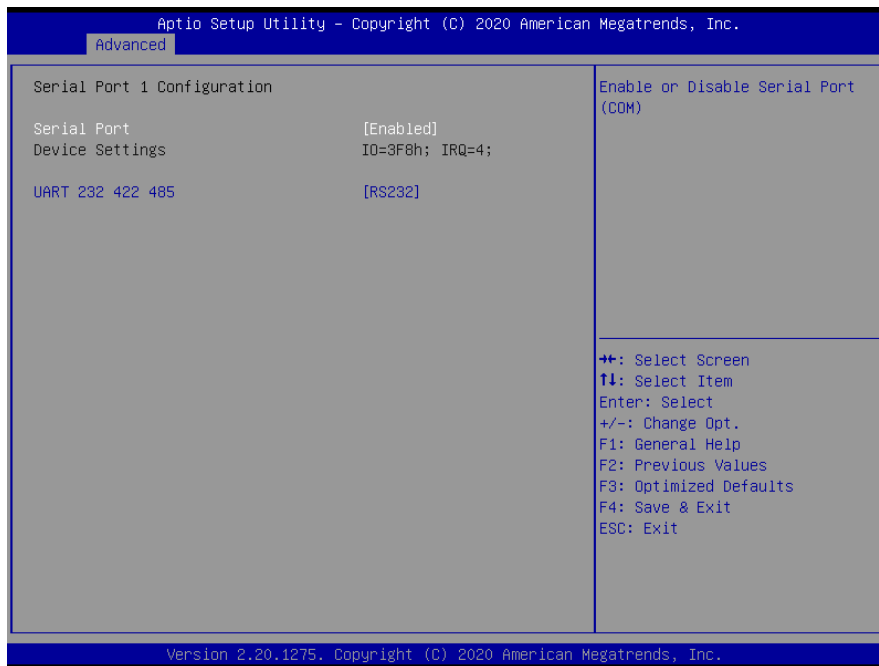 Aptio Setup Utility – Copyright (C) 2020 American Megatrends, Inc.
Advanced
Serial Port 1 Configuration
Serial Port [Enabled]
Device Settings IO=3F8h; IRQ=4;
UART 232 422 485 [RS232]
Enable or Disable Serial Port
(COM)
→←: Select Screen
↑↓: Select Item
Enter: Select
+/-: Change Opt.
F1: General Help
F2: Previous Values
F3: Optimized Defaults
F4: Save & Exit
ESC: Exit
Version 2.20.1275. Copyright (C) 2020 American Megatrends, Inc.